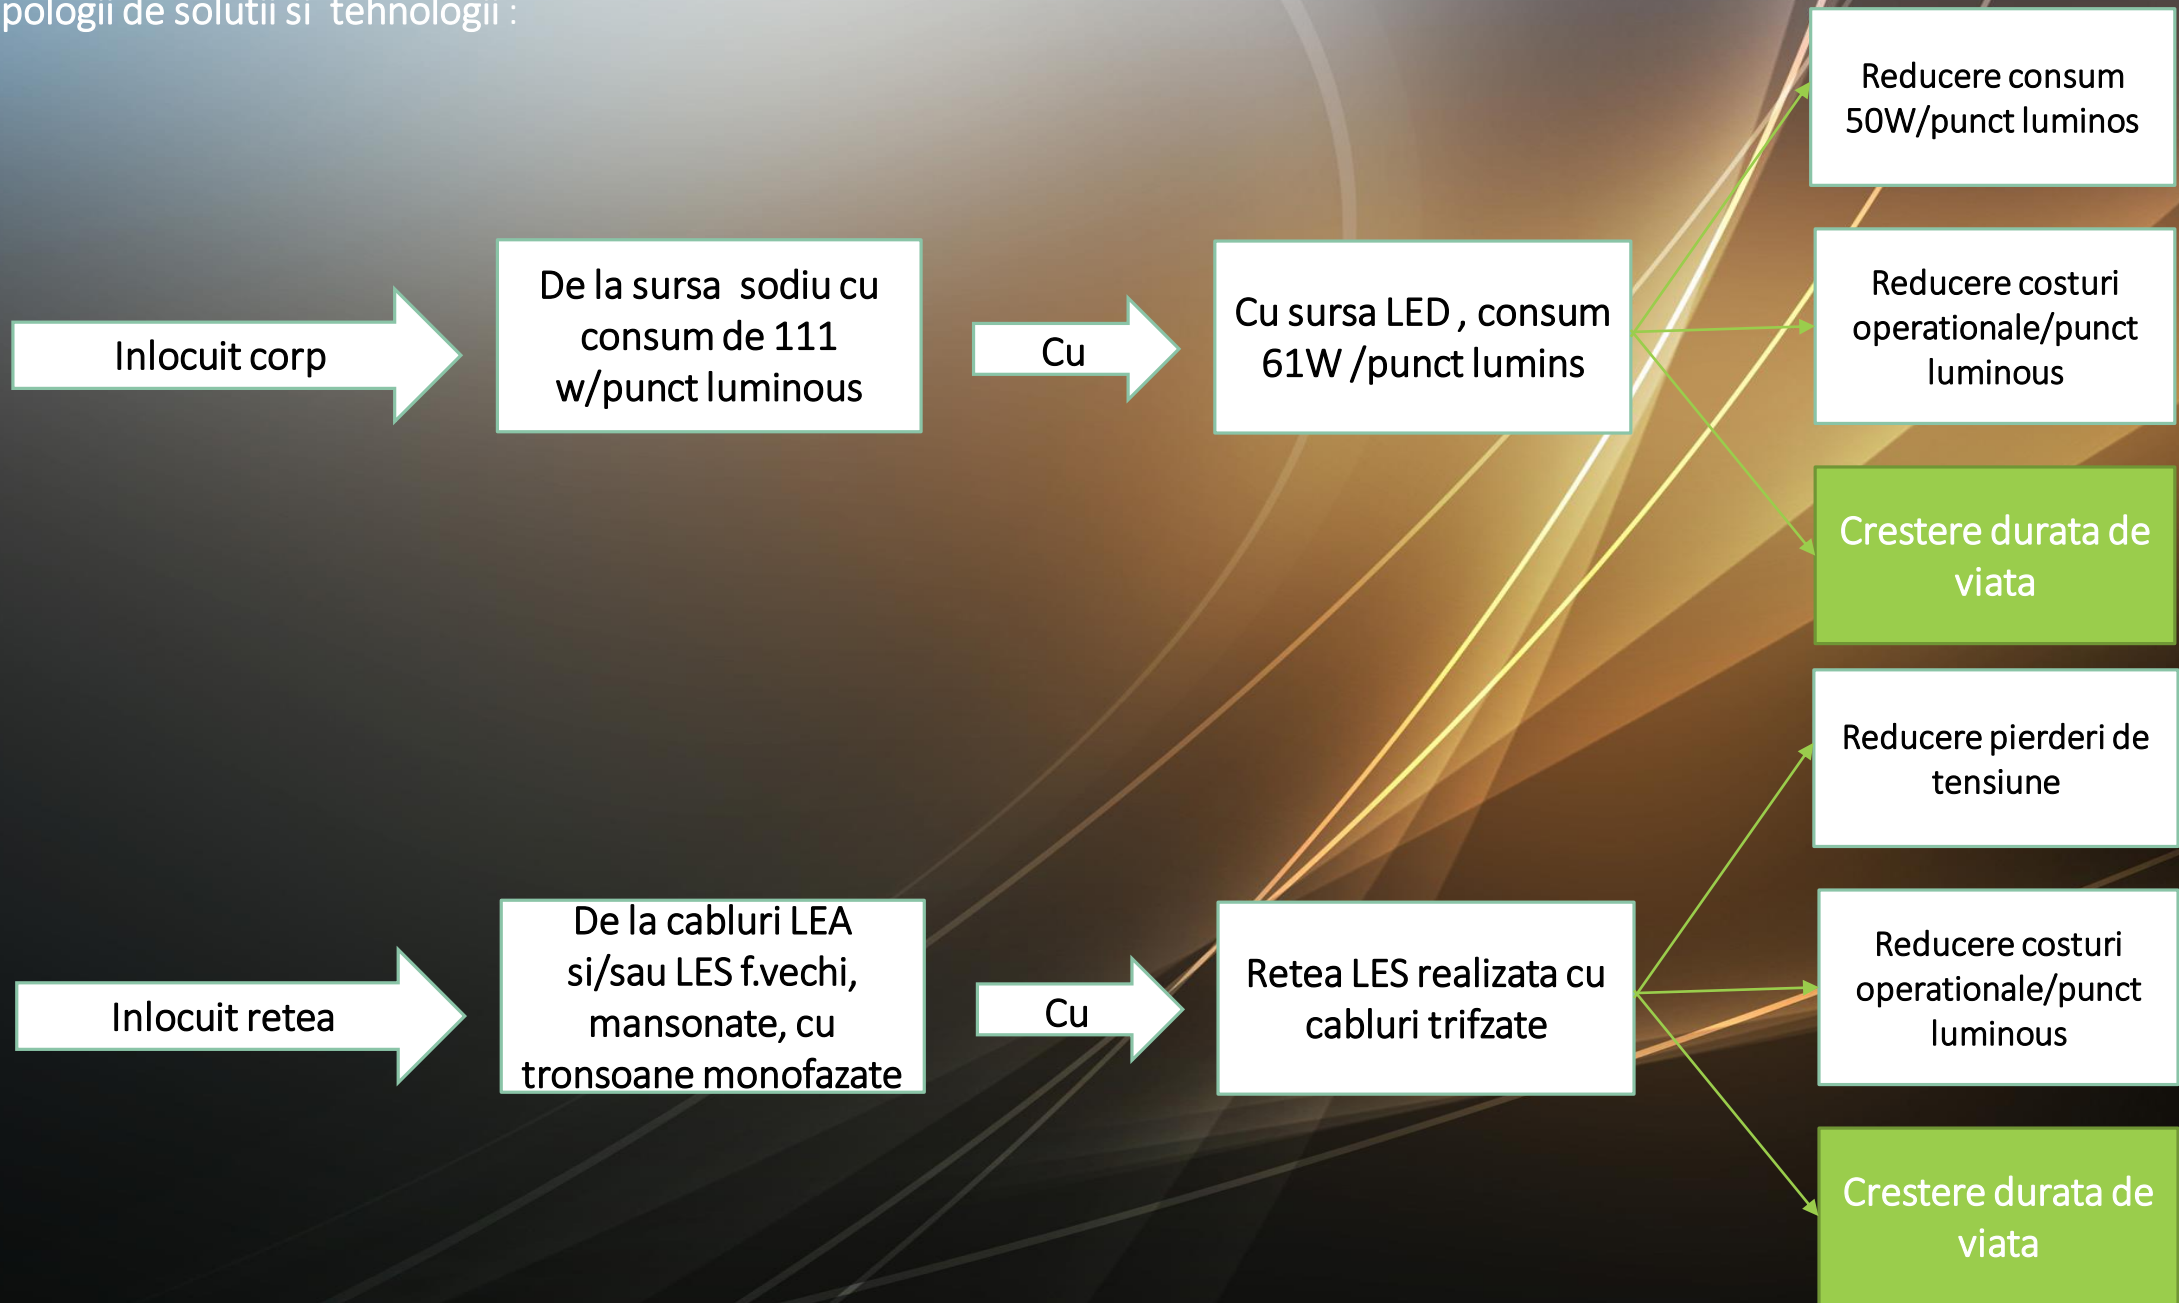 pologii de solutii si tehnologii :
Inlocuit corp
De la sursa sodiu cu
consum de 111
w/punct luminous
Cu
Cu sursa LED , consum
61W /punct lumins
Reducere consum
50W/punct luminos
Reducere costuri
operationale/punct
luminous
Crestere durata de
viata
Inlocuit retea
De la cabluri LEA
si/sau LES f.vechi,
mansonate, cu
tronsoane monofazate
Cu
Retea LES realizata cu
cabluri trifzate
Reducere pierderi de
tensiune
Reducere costuri
operationale/punct
luminous
Crestere durata de
viata